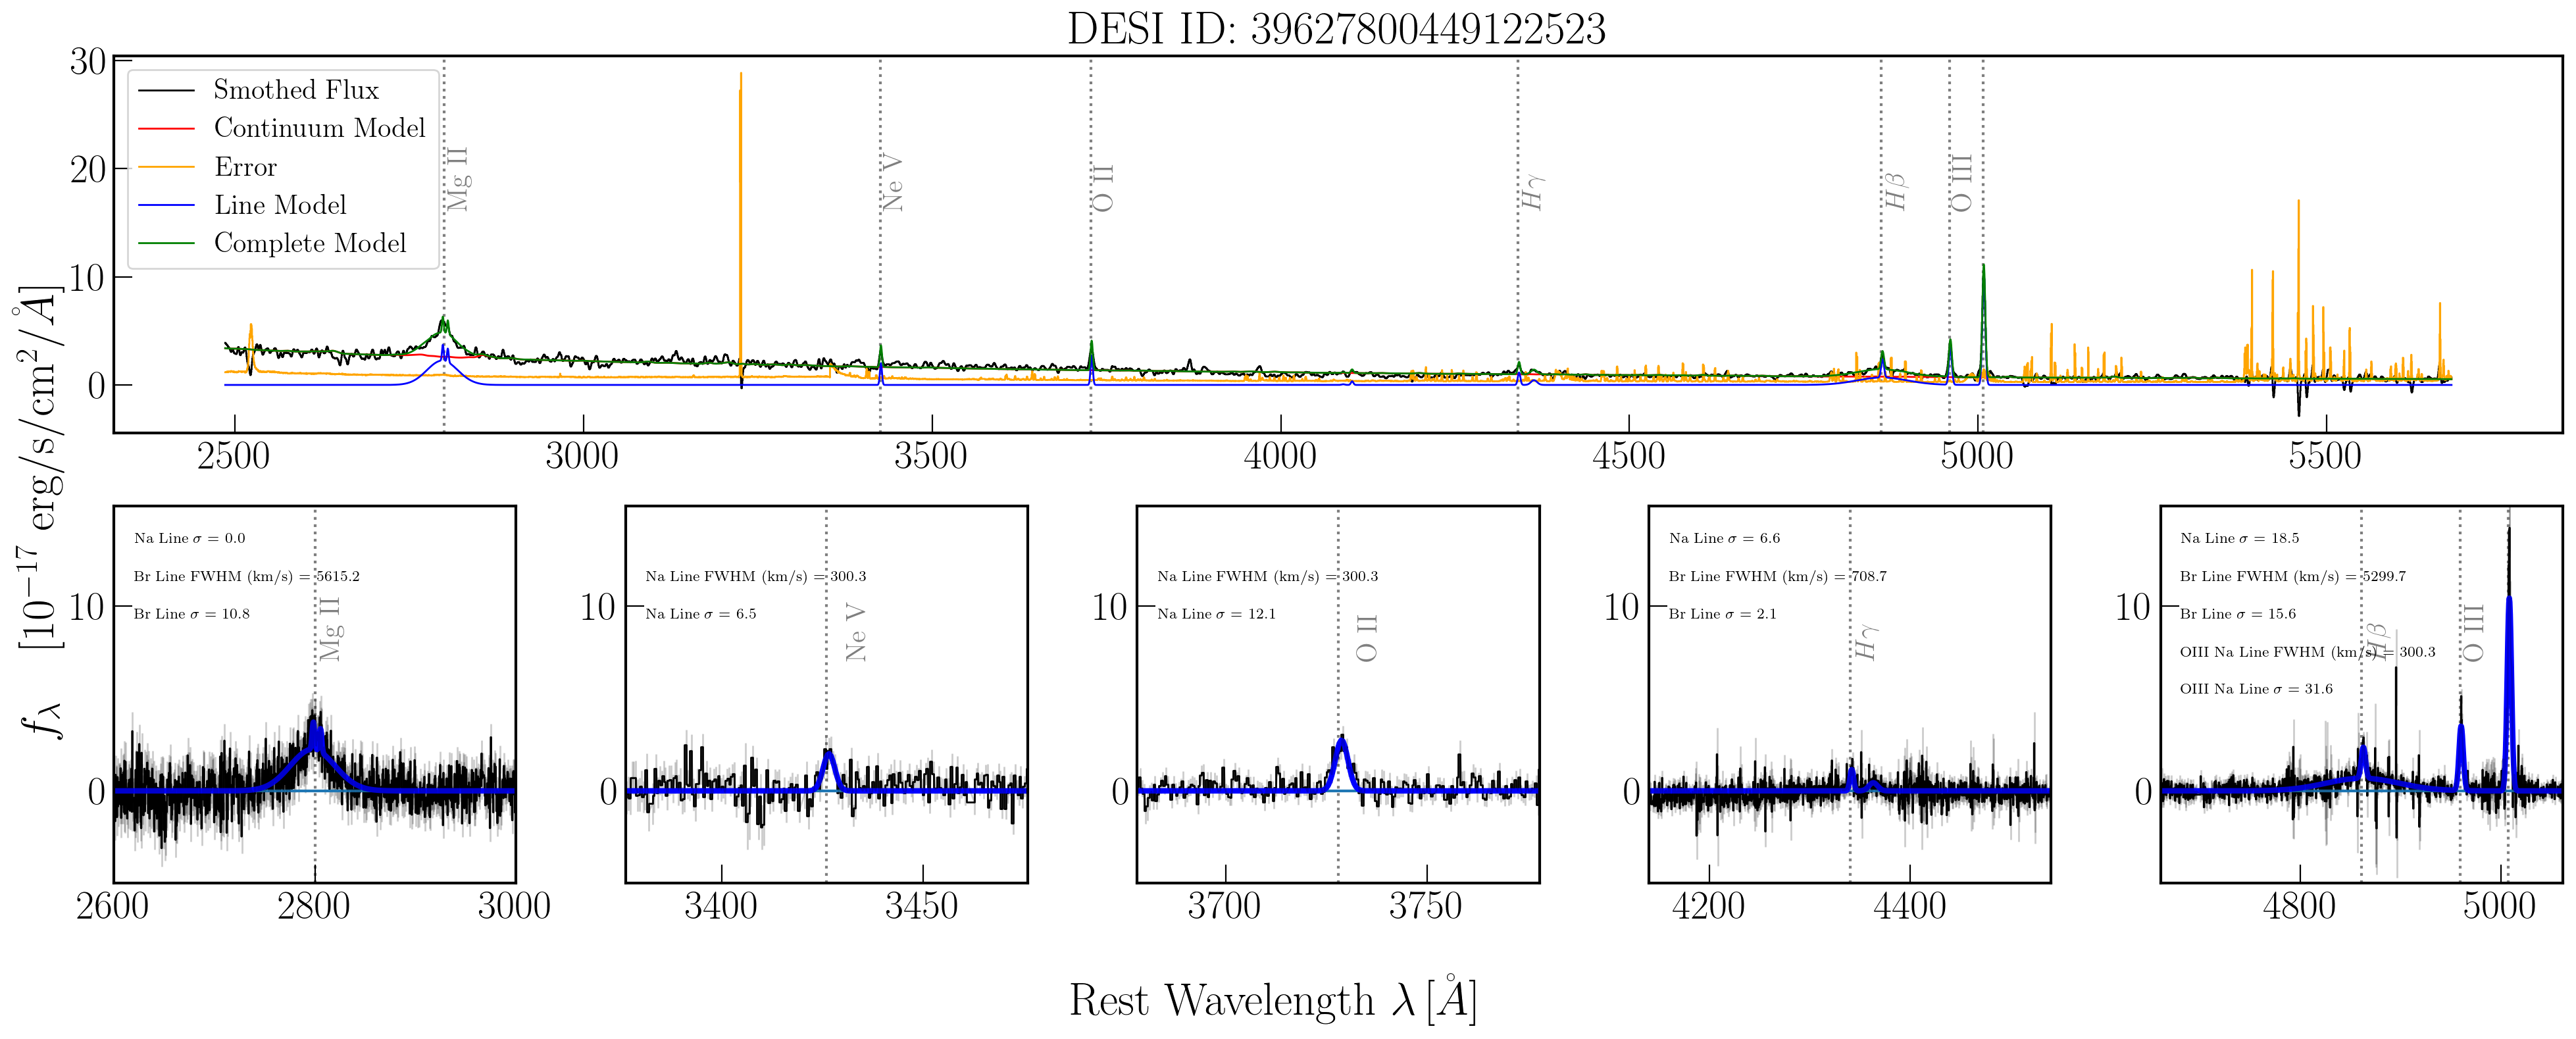 DESI ID: 39627800449122523
30
20
10
0
Smothed Flux
Continuum Model
Error
Line Model
Complete Model
Mg II
Ne V
O II
Hγ
Hβ
O III
2500 3000 3500 4000 4500 5000 5500
f_λ [10^{-17} erg/s/cm^2/Å]
Na Line σ = 0.0
Br Line FWHM (km/s) = 5615.2
Br Line σ = 10.8
Mg II
10
0
2600 2800 3000
Na Line FWHM (km/s) = 300.3
Na Line σ = 6.5
Ne V
10
0
3400 3450
Na Line FWHM (km/s) = 300.3
Na Line σ = 12.1
O II
10
0
3700 3750
Na Line σ = 6.6
Br Line FWHM (km/s) = 708.7
Br Line σ = 2.1
Hγ
10
0
4200 4400
Na Line σ = 18.5
Br Line FWHM (km/s) = 5299.7
Br Line σ = 15.6
OIII Na Line FWHM (km/s) = 300.3
OIII Na Line σ = 31.6
Hβ
O III
10
0
4800 5000
Rest Wavelength λ [Å]